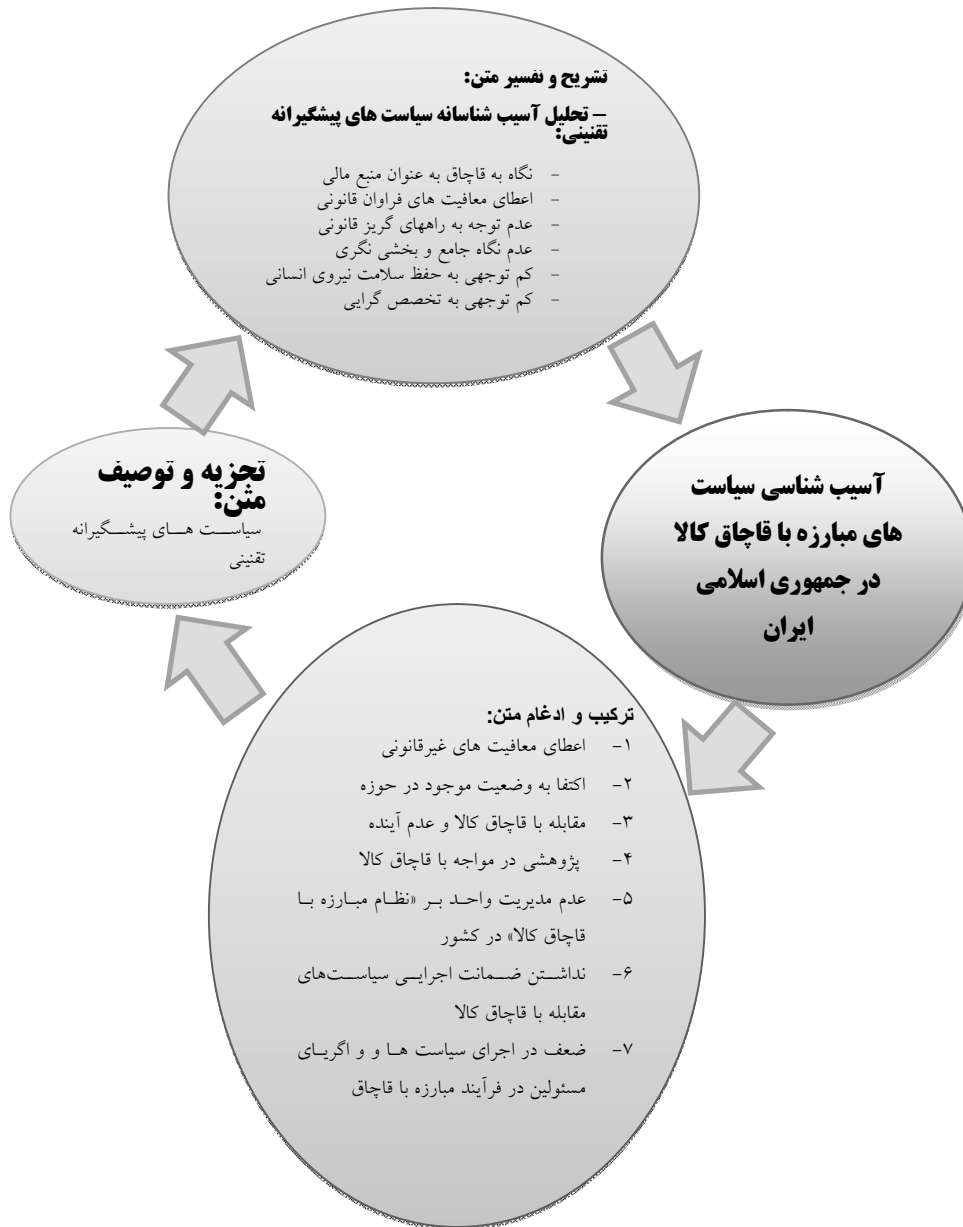 تشریح و تفسیر متن:
– تحلیل آسیب شناسانه سیاست های پیشگیرانه
تقنینی:
- نگاه به قاچاق به عنوان منبع مالی
- اعطای معافیت های فراوان قانونی
- عدم توجه به راههای گریز قانونی
- عدم نگاه جامع و بخشی نگری
- کم توجهی به حفظ سلامت نیروی انسانی
- کم توجهی به تخصص گرایی
آسیب شناسی سیاست
های مبارزه با قاچاق کالا
در جمهوری اسلامی
ایران
ترکیب و ادغام متن:
۱- اعطای معافیت های غیرقانونی
۲- اکتفا به وضعیت موجود در حوزه
۳- مقابله با قاچاق کالا و عدم آینده
۴- پژوهشی در مواجه با قاچاق کالا
۵- عدم مدیریت واحد بر «نظام مبارزه با
قاچاق کالا» در کشور
۶- نداشتن ضمانت اجرایی سیاست‌های
مقابله با قاچاق کالا
۷- ضعف در اجرای سیاست ها و و اگریای
مسئولین در فرآیند مبارزه با قاچاق
تجزیه و توصیف
متن:
سیاست های پیشگیرانه
تقنینی